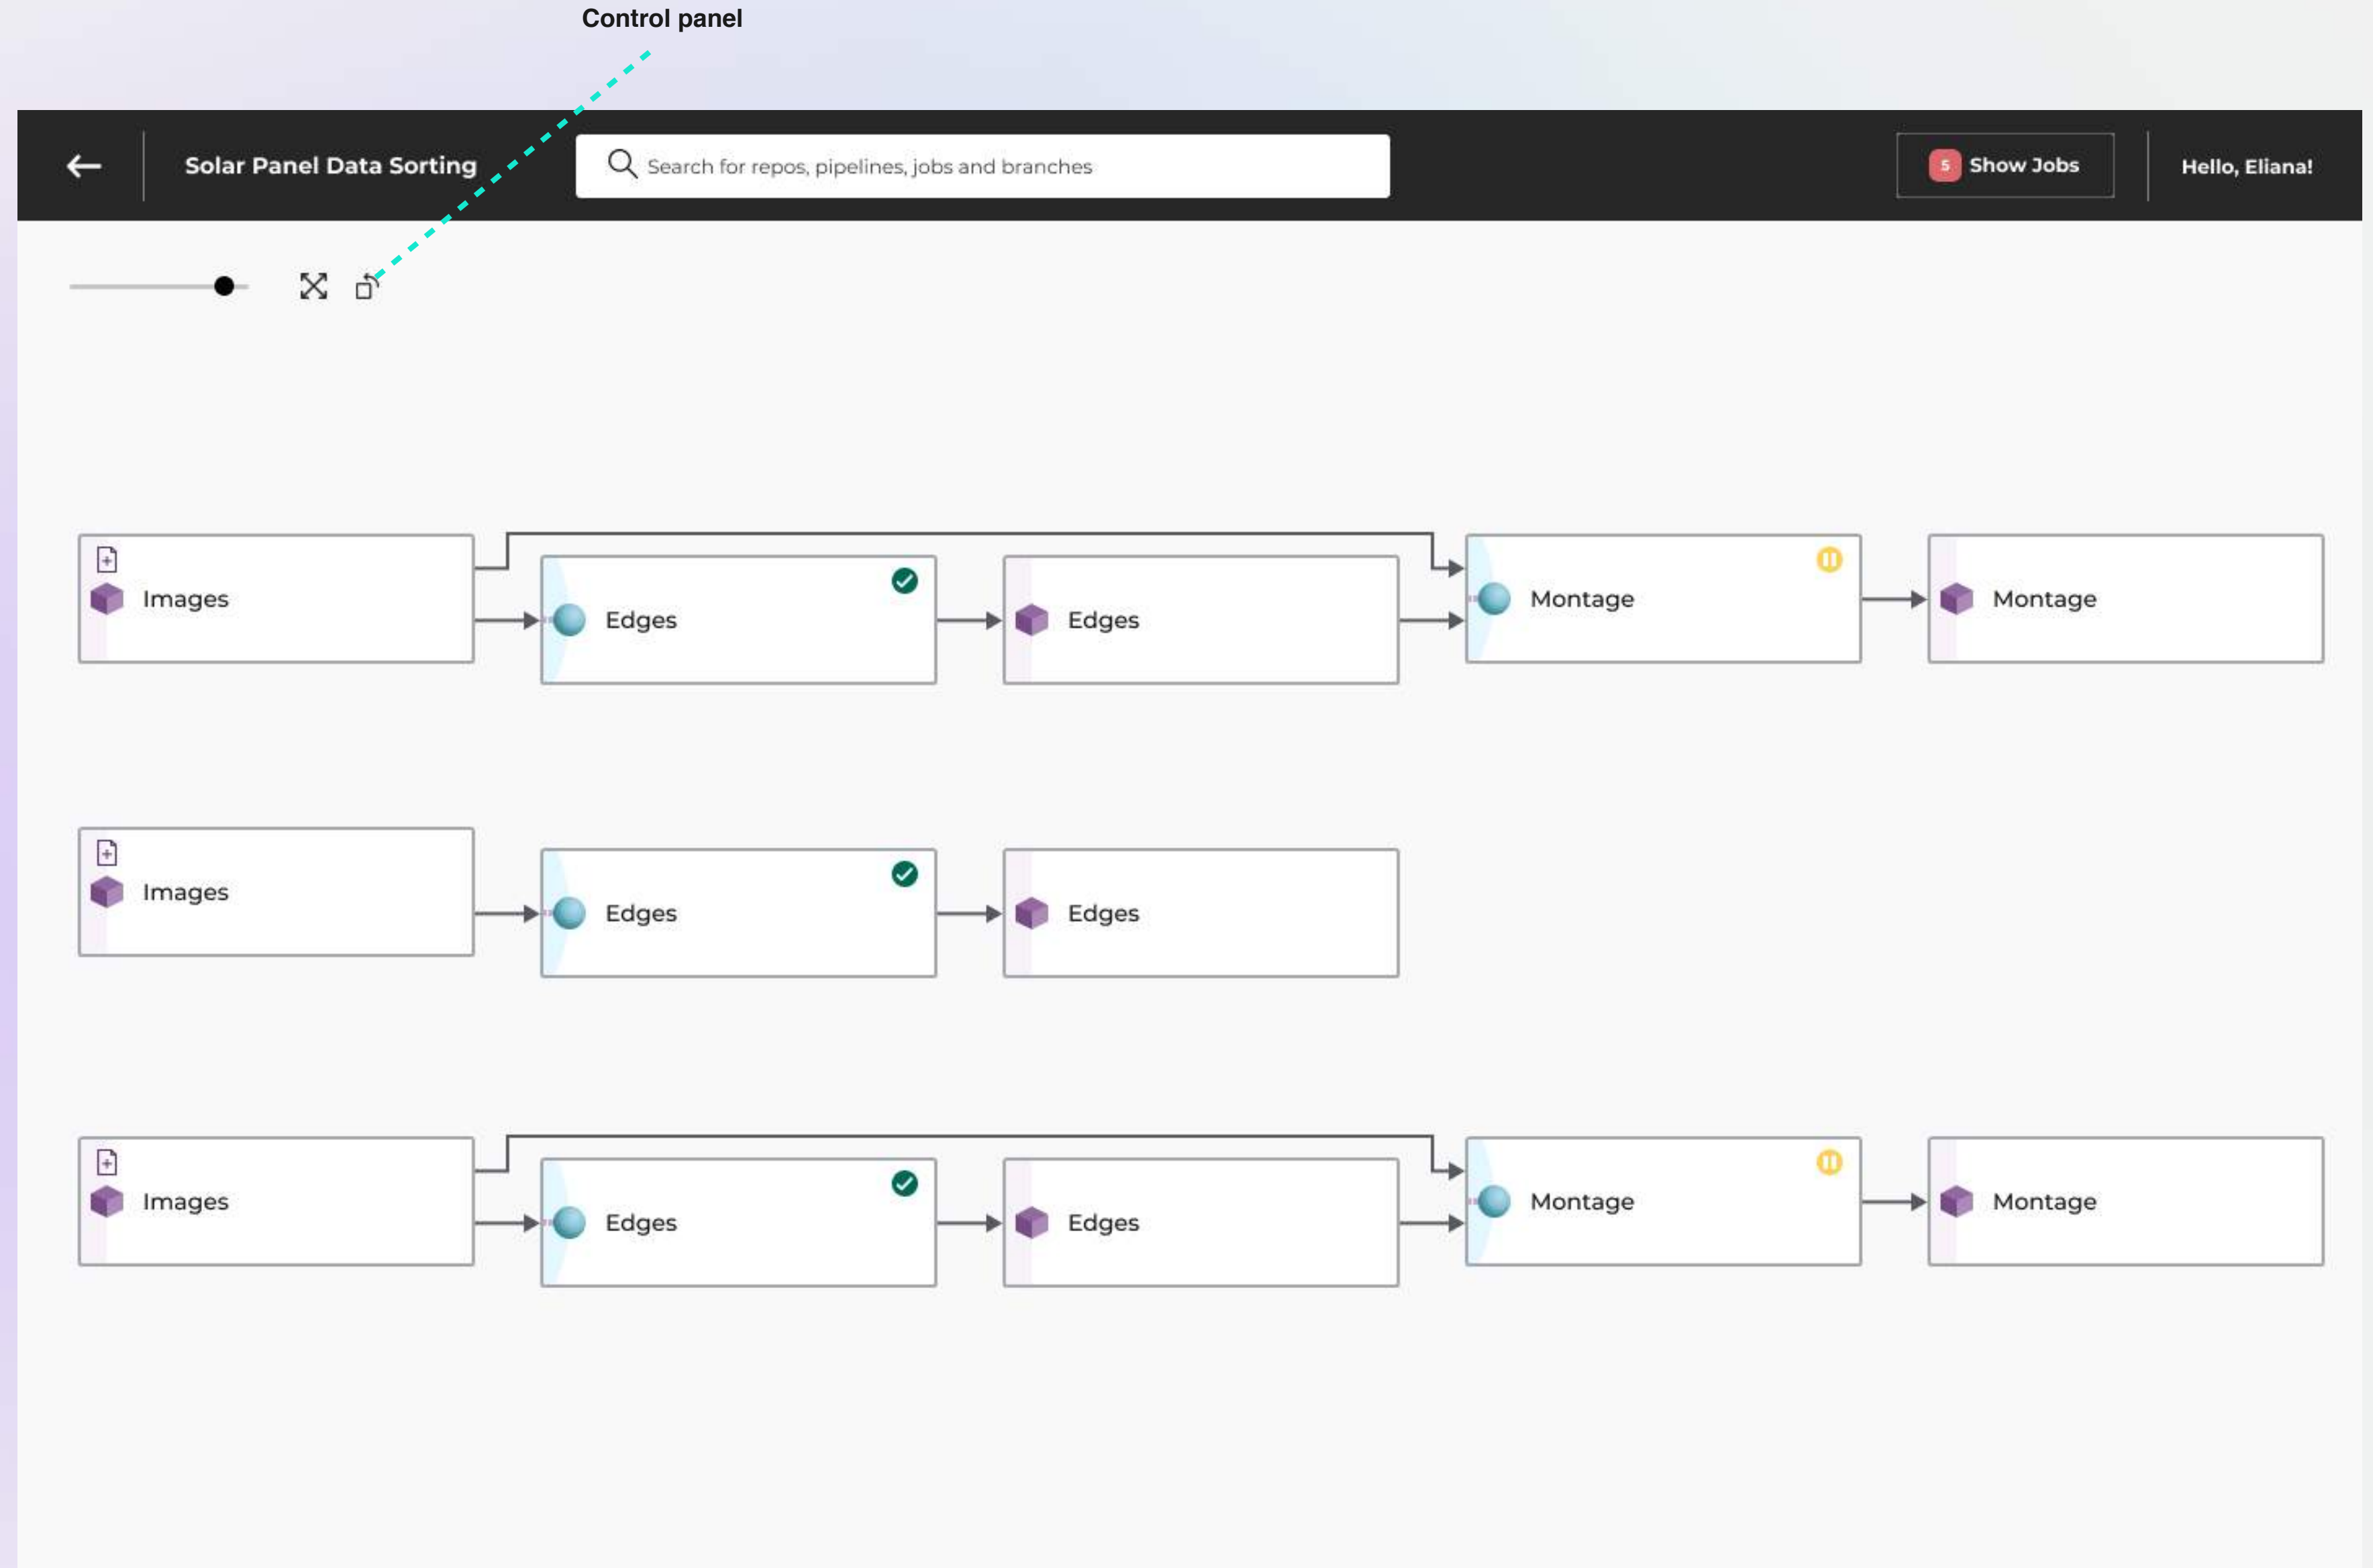 Control panel
Solar Panel Data Sorting
Search for repos, pipelines, jobs and branches
5 Show Jobs
Hello, Eliana!
Images
Edges
Edges
Montage
Montage
Images
Edges
Edges
Images
Edges
Edges
Montage
Montage